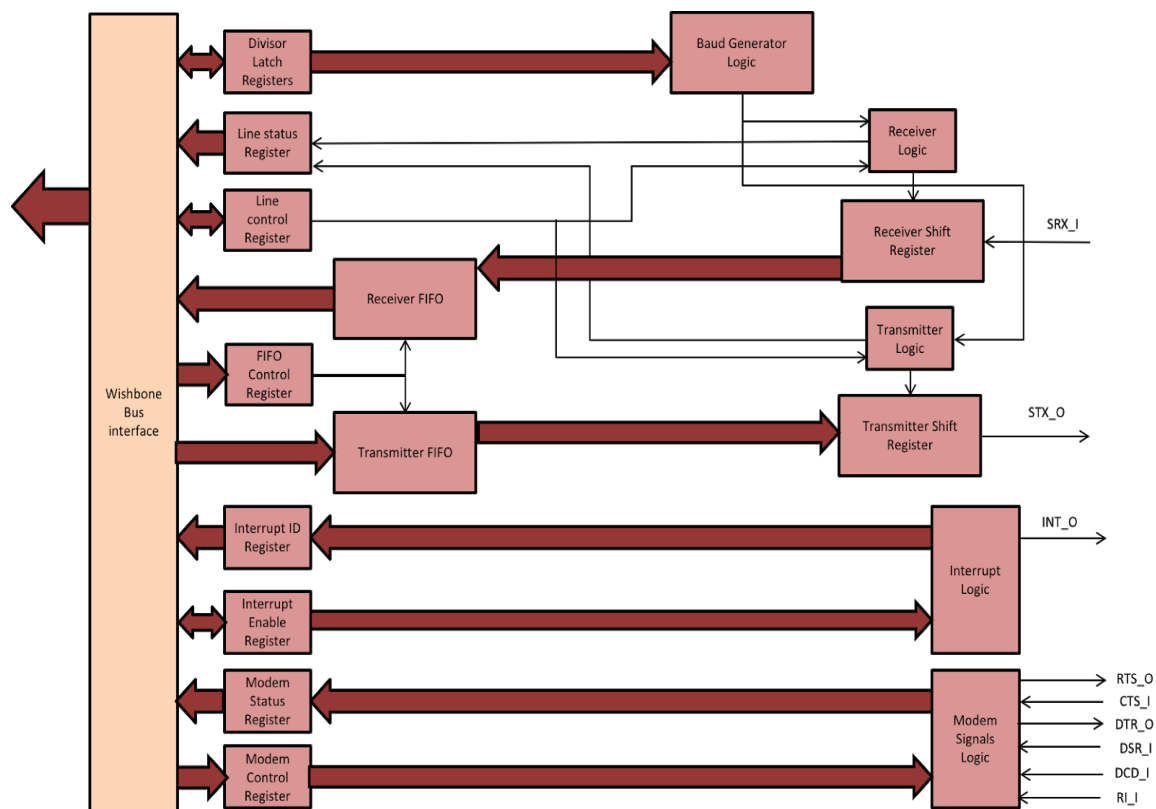 Divisor
Latch
Registers
Baud Generator
Logic
Line status
Register
Receiver
Logic
Line
control
Register
Receiver Shift
Register
SRX_I
Receiver FIFO
Transmitter
Logic
FIFO
Control
Register
Wishbone
Bus
interface
Transmitter FIFO
Transmitter Shift
Register
STX_O
Interrupt ID
Register
INT_O
Interrupt
Logic
Interrupt
Enable
Register
Modem
Status
Register
Modem
Signals
Logic
RTS_O
CTS_I
DTR_O
DSR_I
DCD_I
RI_I
Modem
Control
Register